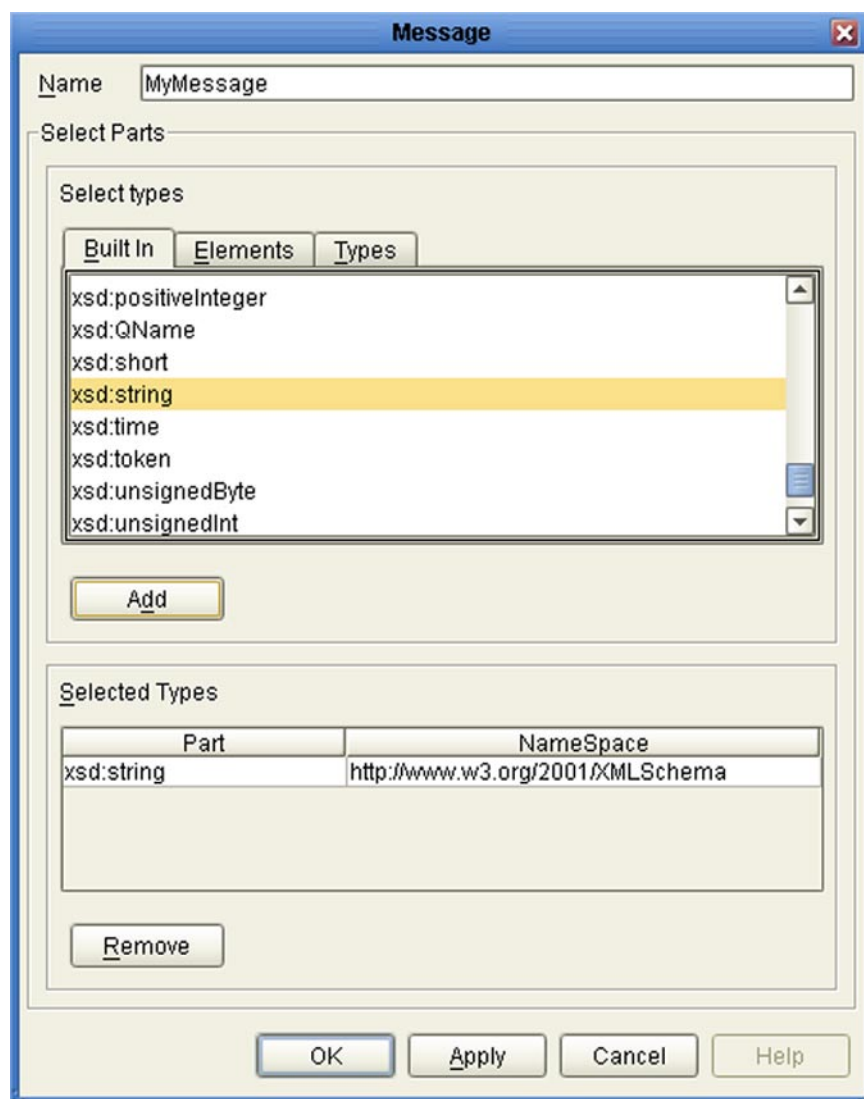 Message
Name MyMessage
Select Parts
Select types
Built In Elements Types
xsd:positiveInteger
xsd:QName
xsd:short
xsd:string
xsd:time
xsd:token
xsd:unsignedByte
xsd:unsignedInt
Add
Selected Types
Part NameSpace
xsd:string http://www.w3.org/2001/XMLSchema
Remove
OK Apply Cancel Help